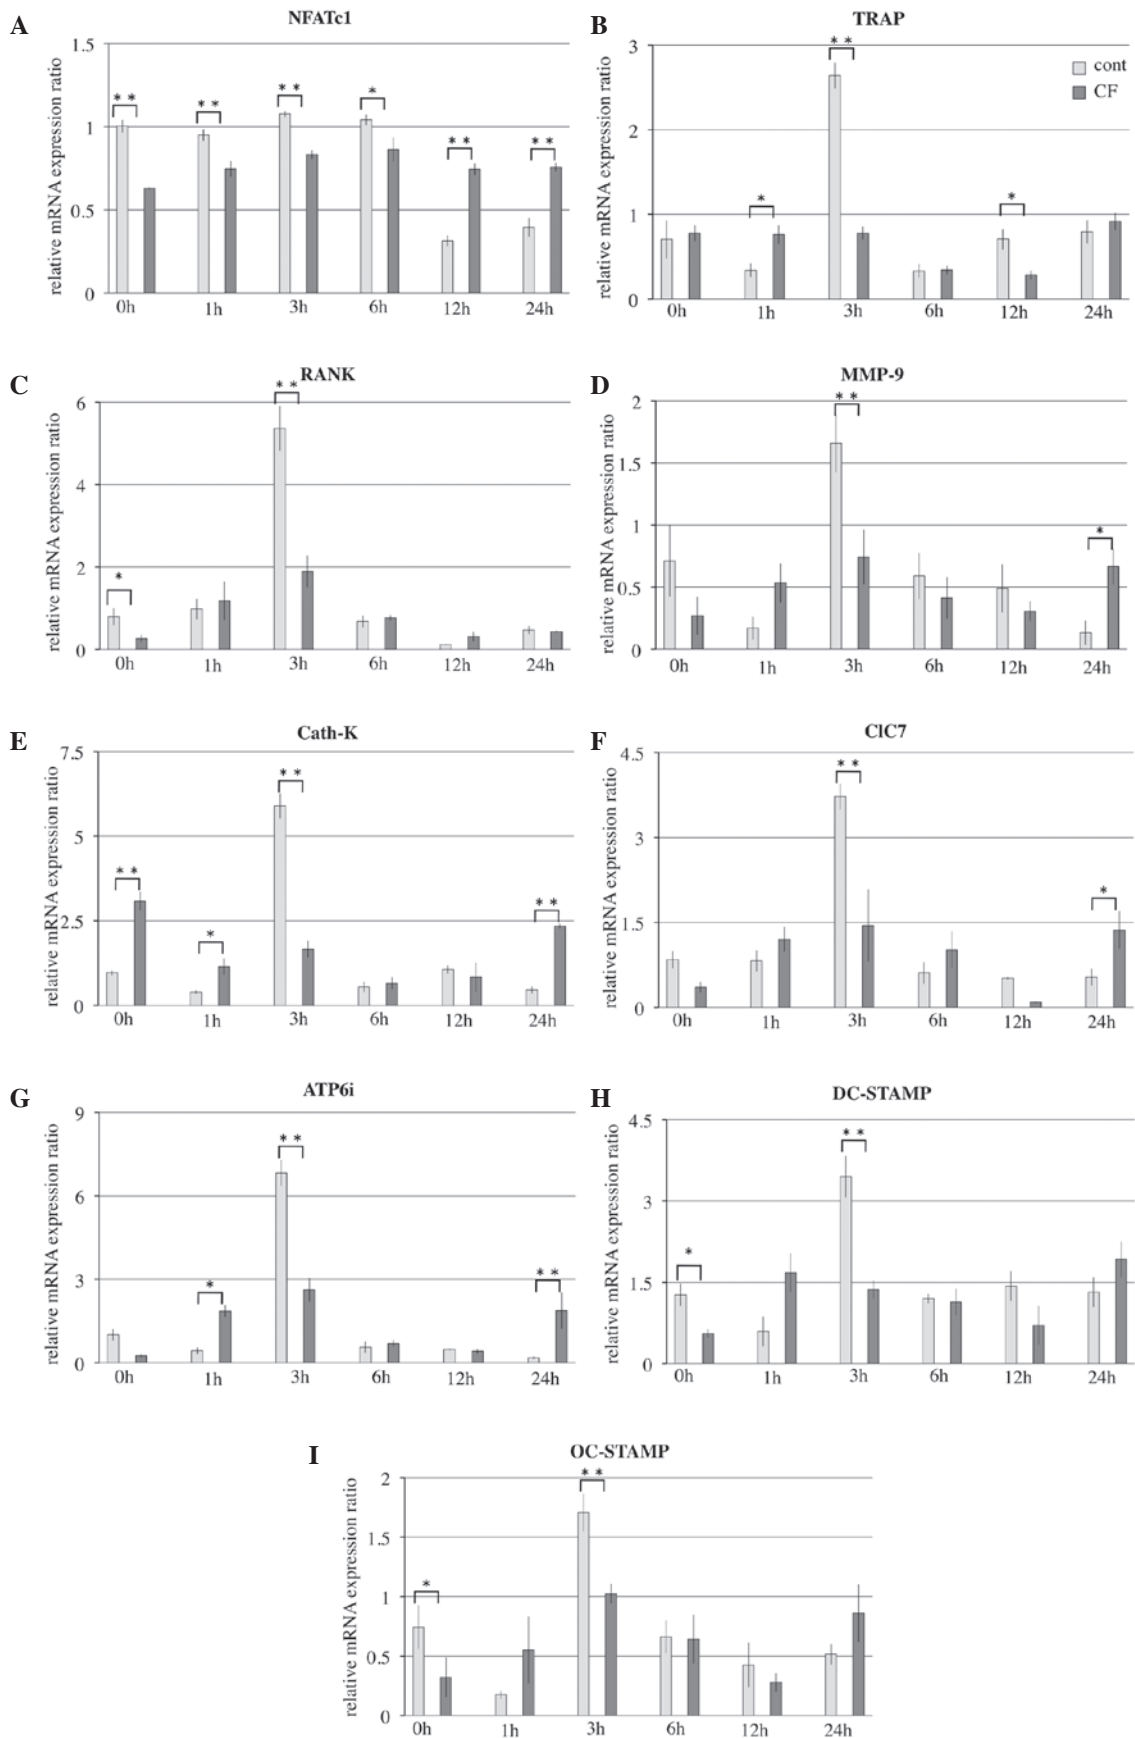 A
NFATc1
relative mRNA expression ratio
1.5
1
0.5
0
* *
* *
* *
*
* *
* *
0h 1h 3h 6h 12h 24h
B
TRAP
relative mRNA expression ratio
3
2
1
0
*
* *
*
cont
CF
0h 1h 3h 6h 12h 24h
C
RANK
relative mRNA expression ratio
6
4
2
0
*
* *
0h 1h 3h 6h 12h 24h
D
MMP-9
relative mRNA expression ratio
2
1.5
1
0.5
0
* *
*
0h 1h 3h 6h 12h 24h
E
Cath-K
relative mRNA expression ratio
7.5
5
2.5
0
* *
*
* *
* *
0h 1h 3h 6h 12h 24h
F
ClC7
relative mRNA expression ratio
4.5
3
1.5
0
* *
*
0h 1h 3h 6h 12h 24h
G
ATP6i
relative mRNA expression ratio
9
6
3
0
*
* *
* *
0h 1h 3h 6h 12h 24h
H
DC-STAMP
relative mRNA expression ratio
4.5
3
1.5
0
*
* *
0h 1h 3h 6h 12h 24h
I
OC-STAMP
relative mRNA expression ratio
2
1.5
1
0.5
0
*
* *
0h 1h 3h 6h 12h 24h